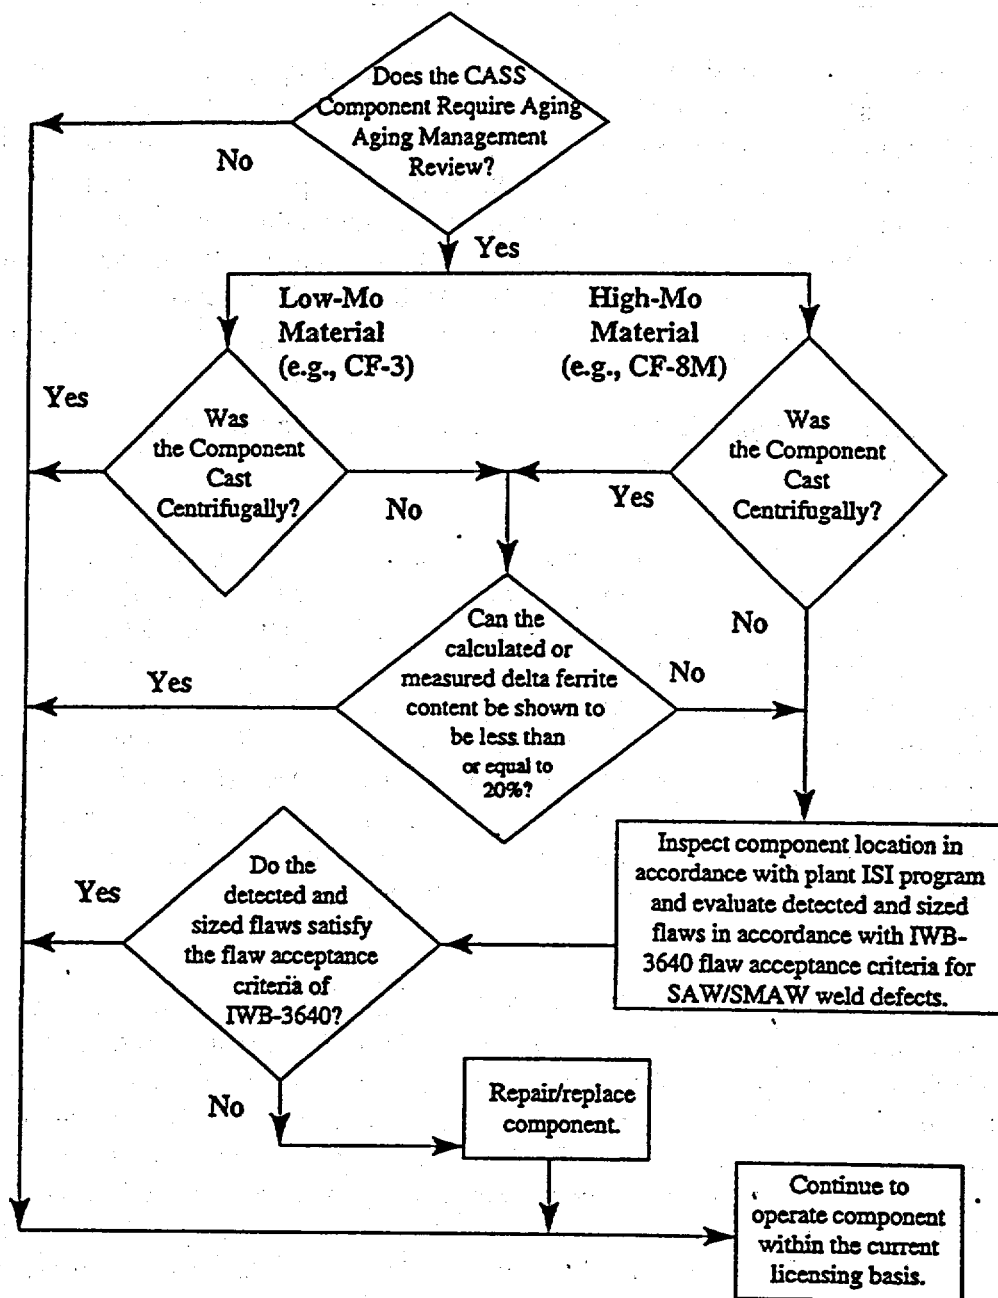 Does the CASS
Component Require Aging
Aging Management
Review?
No
Yes
Low-Mo
Material
(e.g., CF-3)
High-Mo
Material
(e.g., CF-8M)
Yes
Was
the Component
Cast
Centrifugally?
No
Yes
Was
the Component
Cast
Centrifugally?
No
Can the
calculated or
measured delta ferrite
content be shown to
be less than
or equal to
20%?
Yes
No
Inspect component location in
accordance with plant ISI program
and evaluate detected and sized
flaws in accordance with IWB-
3640 flaw acceptance criteria for
SAW/SMAW weld defects.
Yes
Do the
detected and
sized flaws satisfy
the flaw acceptance
criteria of
IWB-3640?
No
Repair/replace
component.
Continue to
operate component
within the current
licensing basis.